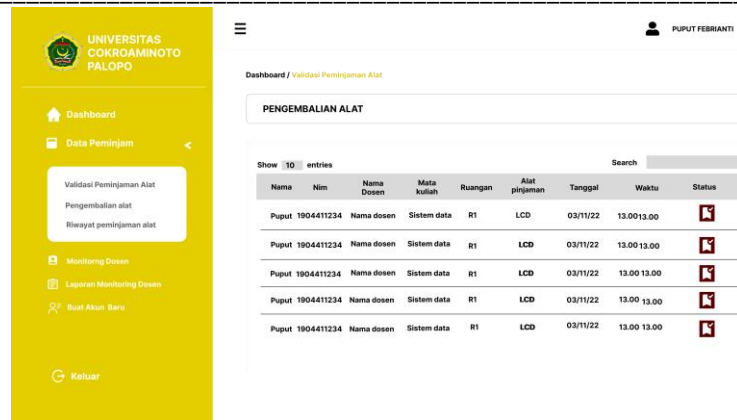 UNIVERSITAS
COKROAMINOTO
PALOPO
Dashboard
Data Peminjam <
Validasi Peminjaman Alat
Pengembalian alat
Riwayat peminjaman alat
Monitorng Dosen
Laporan Monitoring Dosen
Buat Akun Baru
Keluar
PUPUT FEBRIANTI
Dashboard / Validasi Peminjaman Alat
PENGEMBALIAN ALAT
Show 10 entries Search
Nama Nim Nama Dosen Mata kuliah Ruangan Alat pinjaman Tanggal Waktu Status
Puput 1904411234 Nama dosen Sistem data R1 LCD 03/11/22 13.00 13.00
Puput 1904411234 Nama dosen Sistem data R1 LCD 03/11/22 13.00 13.00
Puput 1904411234 Nama dosen Sistem data R1 LCD 03/11/22 13.00 13.00
Puput 1904411234 Nama dosen Sistem data R1 LCD 03/11/22 13.00 13.00
Puput 1904411234 Nama dosen Sistem data R1 LCD 03/11/22 13.00 13.00